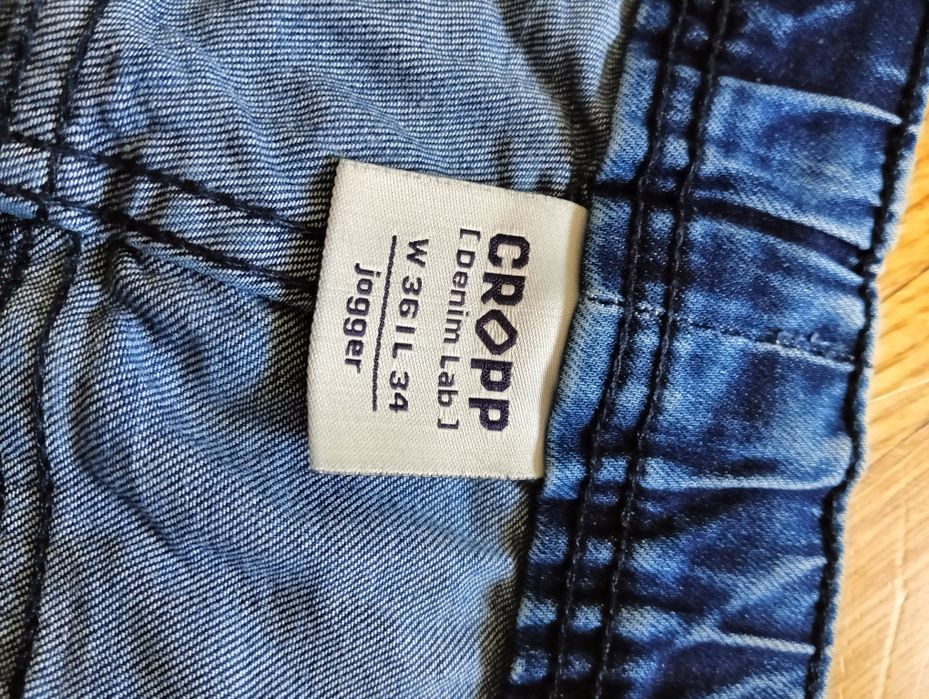 CROPP
[ Denim Lab ]
W 36 | L 34
jogger